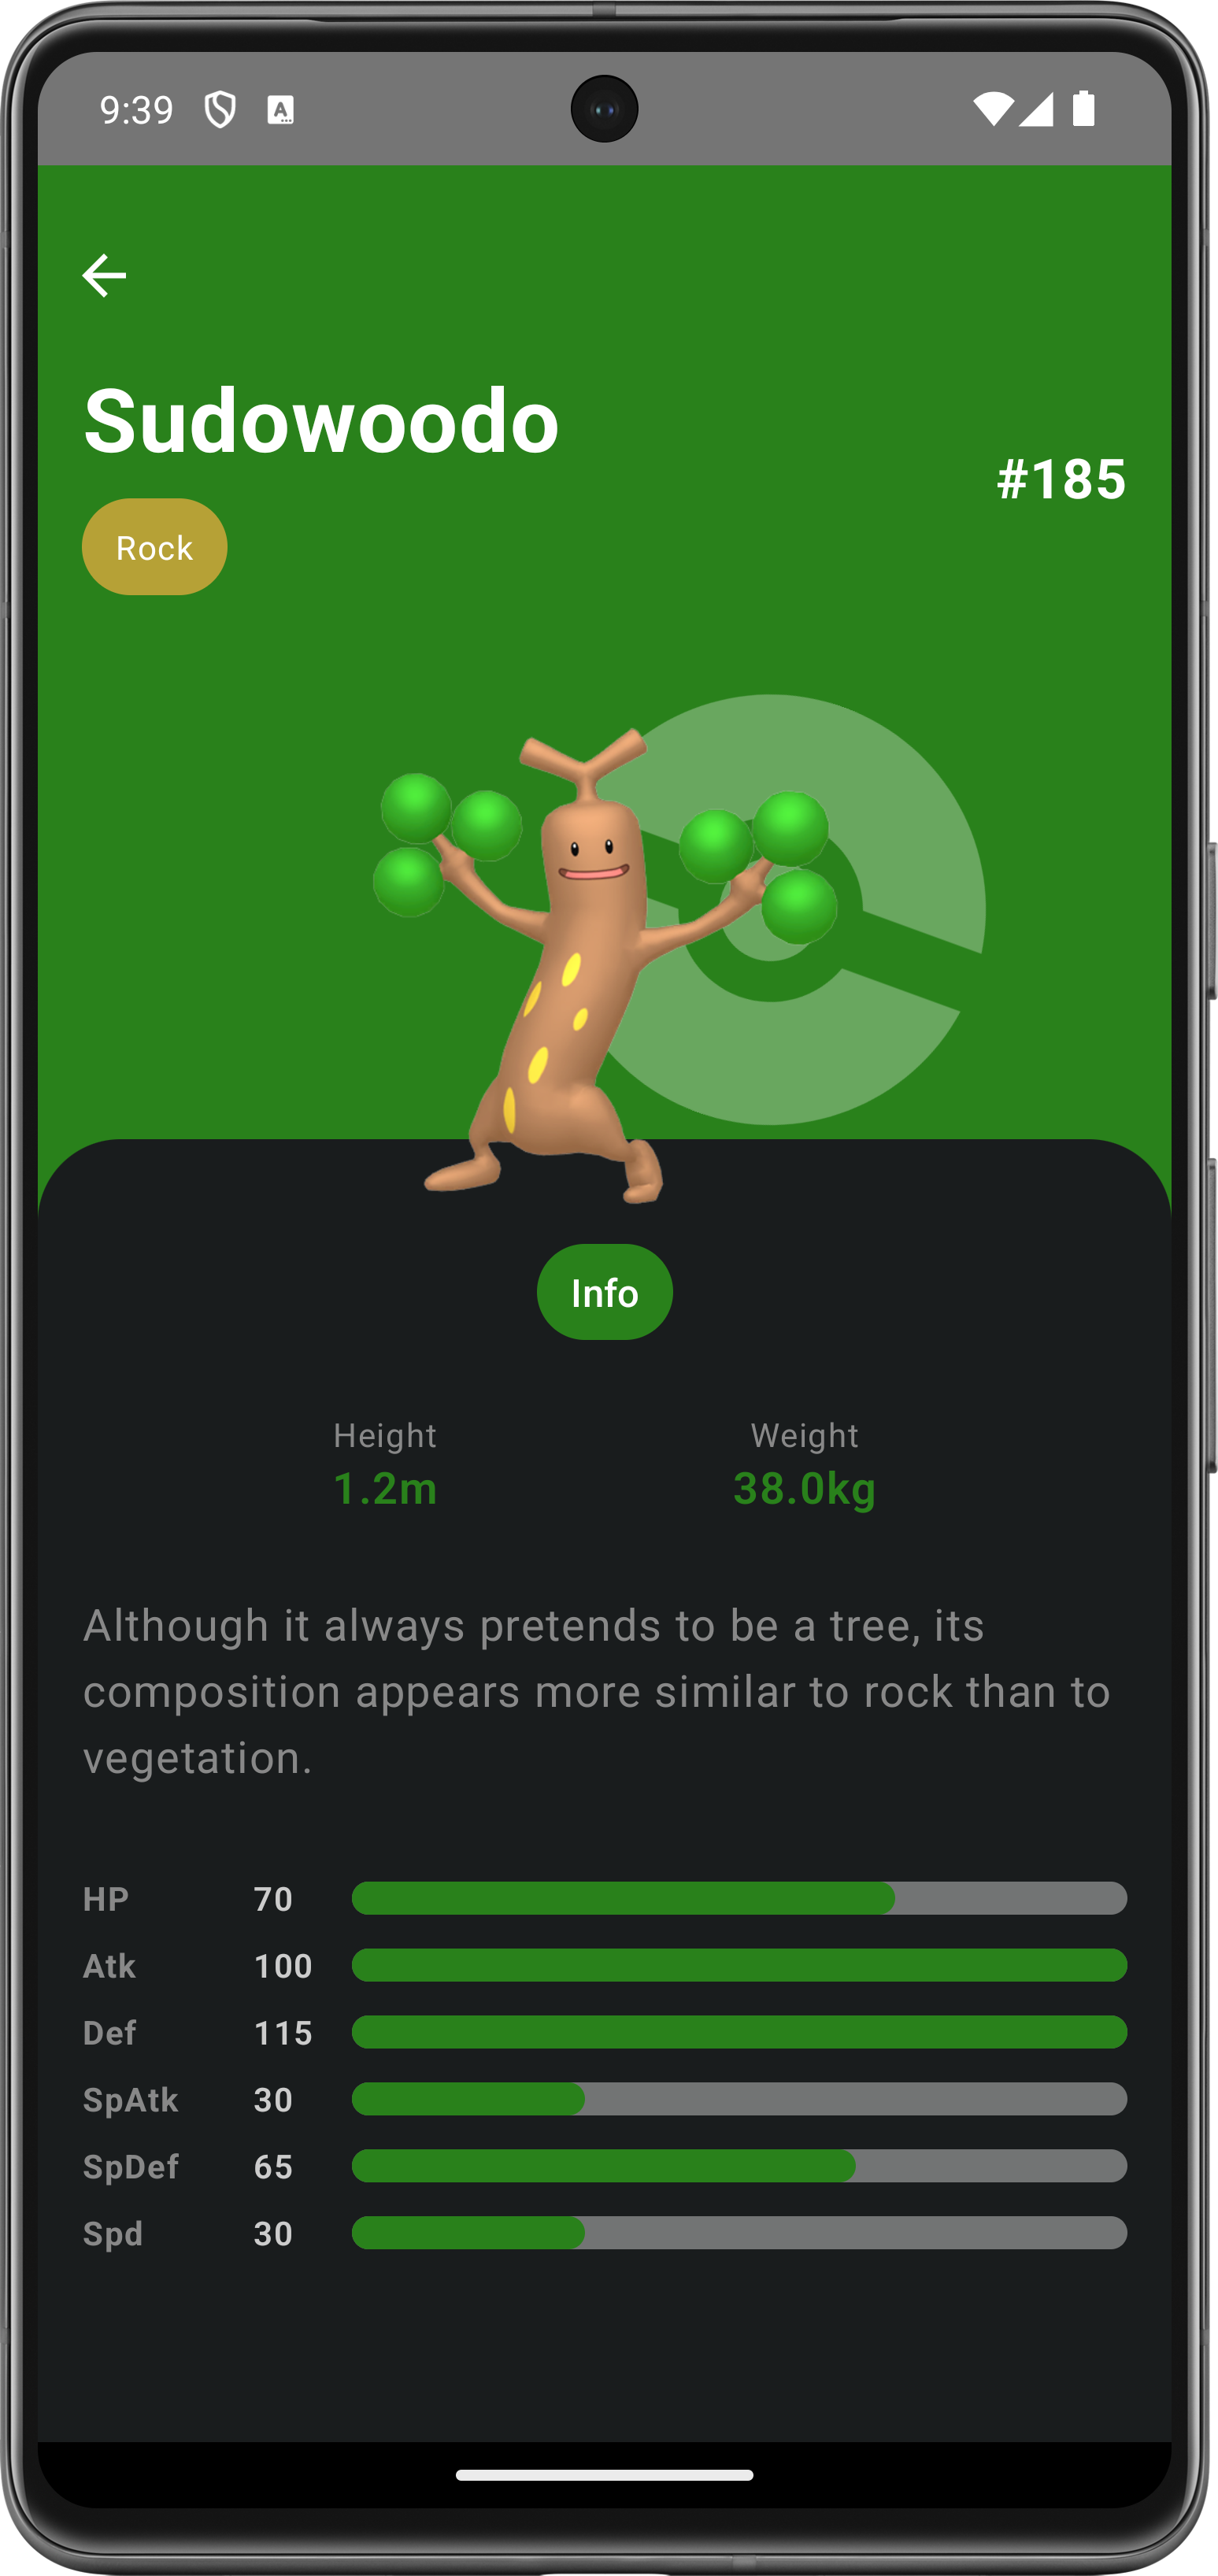 9:39
A
Sudowoodo
#185
Rock
Info
Height Weight
1.2m 38.0kg
Although it always pretends to be a tree, its
composition appears more similar to rock than to
vegetation.
HP 70
Atk 100
Def 115
SpAtk 30
SpDef 65
Spd 30